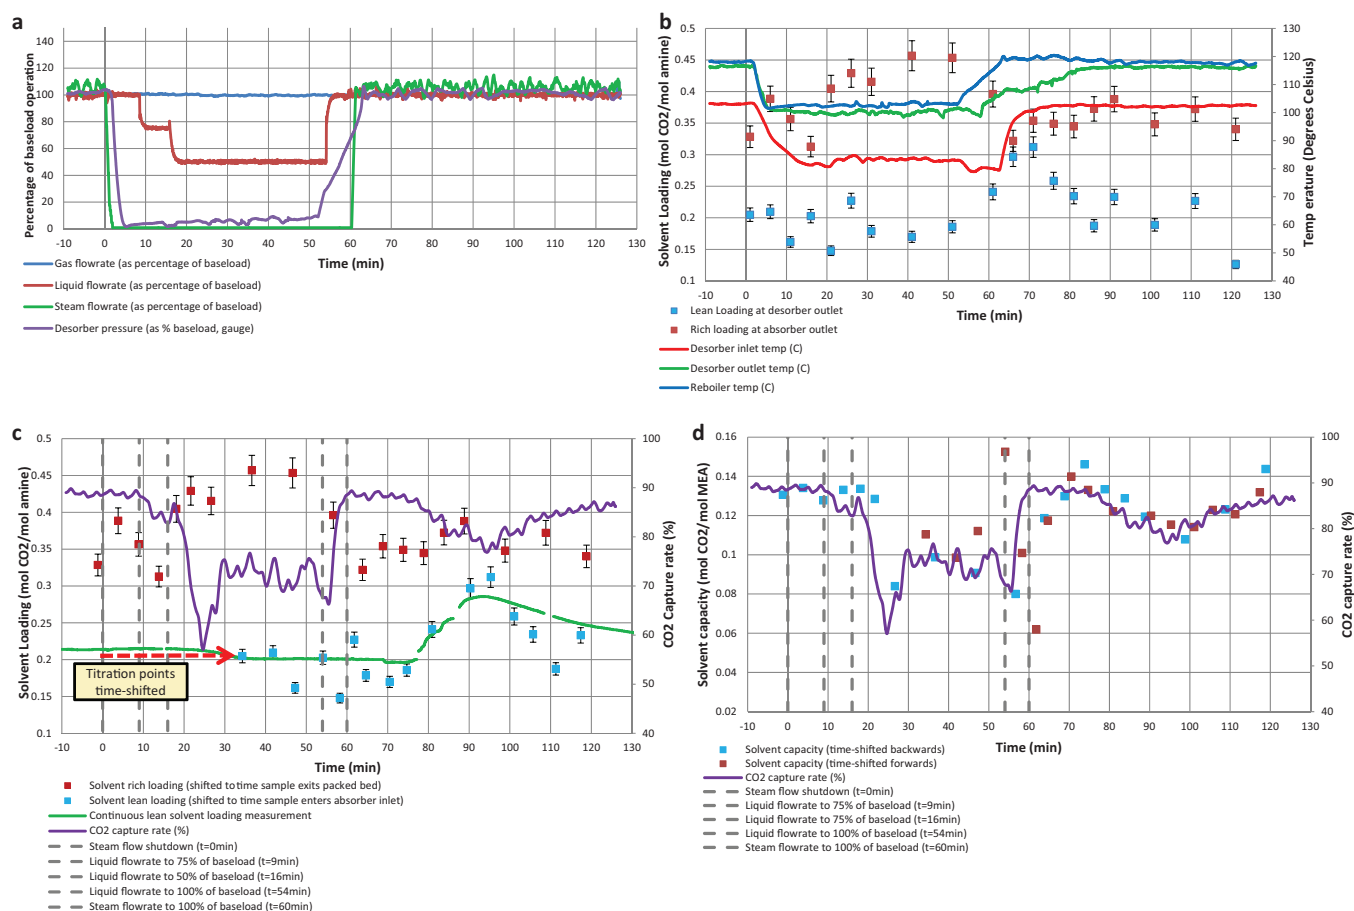 a
Percentage of baseload operation
140
120
100
80
60
40
20
0
-10 0 10 20 30 40 50 60 70 80 90 100 110 120 130
Time (min)
Gas flowrate (as percentage of baseload)
Liquid flowrate (as percentage of baseload)
Steam flowrate (as percentage of baseload)
Desorber pressure (as % baseload, gauge)
b
Solvent Loading (mol CO2/mol amine)
0.5
0.45
0.4
0.35
0.3
0.25
0.2
0.15
0.1
130
120
110
100
90
80
70
60
50
40
Temp erature (Degrees Celsius)
-10 0 10 20 30 40 50 60 70 80 90 100 110 120 130
Time (min)
Lean Loading at desorber outlet
Rich loading at absorber outlet
Desorber inlet temp (C)
Desorber outlet temp (C)
Reboiler temp (C)
c
Solvent Loading (mol CO2/mol amine)
0.5
0.45
0.4
0.35
0.3
0.25
0.2
0.15
0.1
100
90
80
70
60
50
40
CO2 Capture rate (%)
Titration points
time-shifted
-10 0 10 20 30 40 50 60 70 80 90 100 110 120 130
Time (min)
Solvent rich loading (shifted to time sample exits packed bed)
Solvent lean loading (shifted to time sample enters absorber inlet)
Continuous lean solvent loading measurement
CO2 capture rate (%)
Steam flow shutdown (t=0min)
Liquid flowrate to 75% of baseload (t=9min)
Liquid flowrate to 50% of baseload (t=16min)
Liquid flowrate to 100% of baseload (t=54min)
Steam flowrate to 100% of baseload (t=60min)
d
Solvent capacity (mol CO2/mol MEA)
0.16
0.14
0.12
0.1
0.08
0.06
0.04
0.02
100
90
80
70
60
50
40
CO2 capture rate (%)
-10 0 10 20 30 40 50 60 70 80 90 100 110 120 130
Time (min)
Solvent capacity (time-shifted backwards)
Solvent capacity (time-shifted forwards)
CO2 capture rate (%)
Steam flow shutdown (t=0min)
Liquid flowrate to 75% of baseload (t=9min)
Liquid flowrate to 75% of baseload (t=16min)
Liquid flowrate to 100% of baseload (t=54min)
Steam flowrate to 100% of baseload (t=60min)